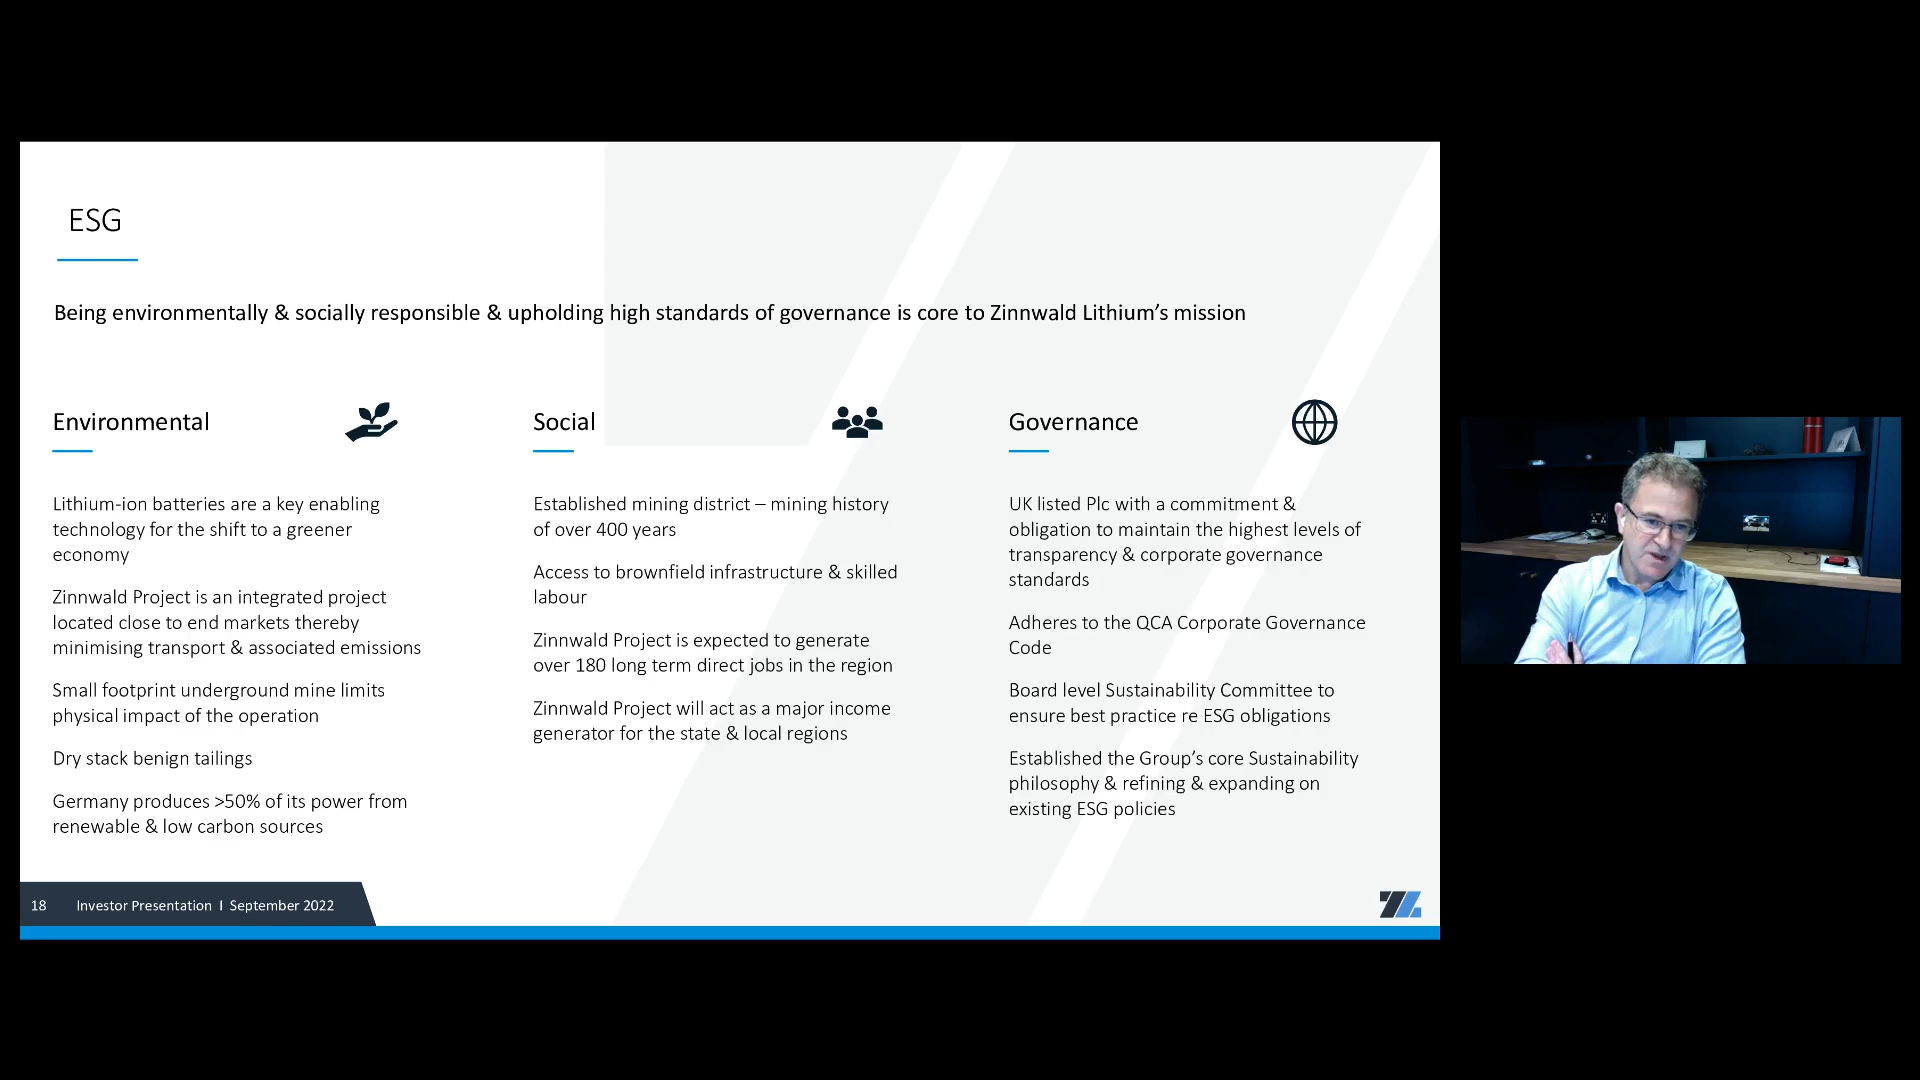 ESG
Being environmentally & socially responsible & upholding high standards of governance is core to Zinnwald Lithium’s mission
Environmental
Lithium-ion batteries are a key enabling
technology for the shift to a greener
economy
Zinnwald Project is an integrated project
located close to end markets thereby
minimising transport & associated emissions
Small footprint underground mine limits
physical impact of the operation
Dry stack benign tailings
Germany produces >50% of its power from
renewable & low carbon sources
Social
Established mining district – mining history
of over 400 years
Access to brownfield infrastructure & skilled
labour
Zinnwald Project is expected to generate
over 180 long term direct jobs in the region
Zinnwald Project will act as a major income
generator for the state & local regions
Governance
UK listed Plc with a commitment &
obligation to maintain the highest levels of
transparency & corporate governance
standards
Adheres to the QCA Corporate Governance
Code
Board level Sustainability Committee to
ensure best practice re ESG obligations
Established the Group’s core Sustainability
philosophy & refining & expanding on
existing ESG policies
18 Investor Presentation I September 2022